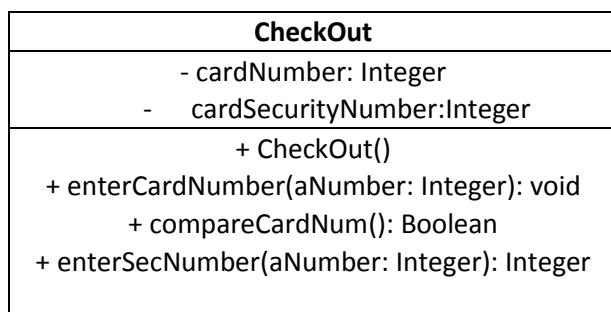 CheckOut
- cardNumber: Integer
- cardSecurityNumber:Integer
+ CheckOut()
+ enterCardNumber(aNumber: Integer): void
+ compareCardNum(): Boolean
+ enterSecNumber(aNumber: Integer): Integer